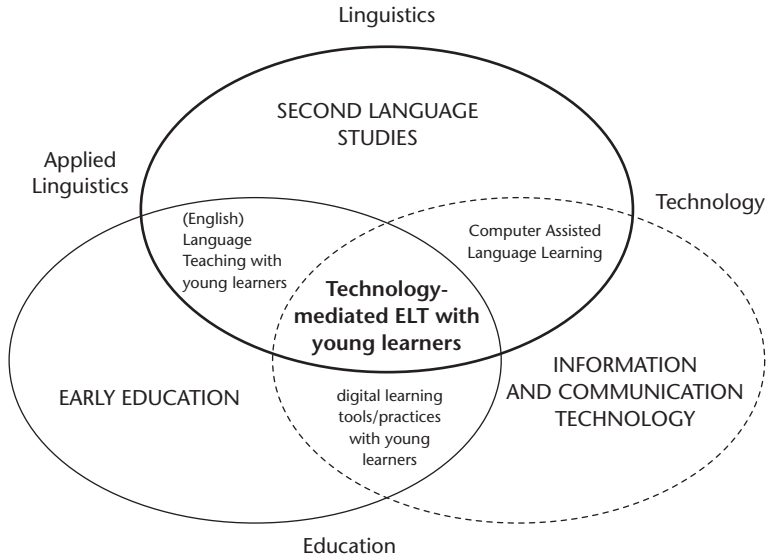 Linguistics
SECOND LANGUAGE
STUDIES
Applied
Linguistics
Technology
(English)
Language
Teaching with
young learners
Computer Assisted
Language Learning
Technology-
mediated ELT with
young learners
EARLY EDUCATION
INFORMATION
AND COMMUNICATION
TECHNOLOGY
digital learning
tools/practices
with young
learners
Education